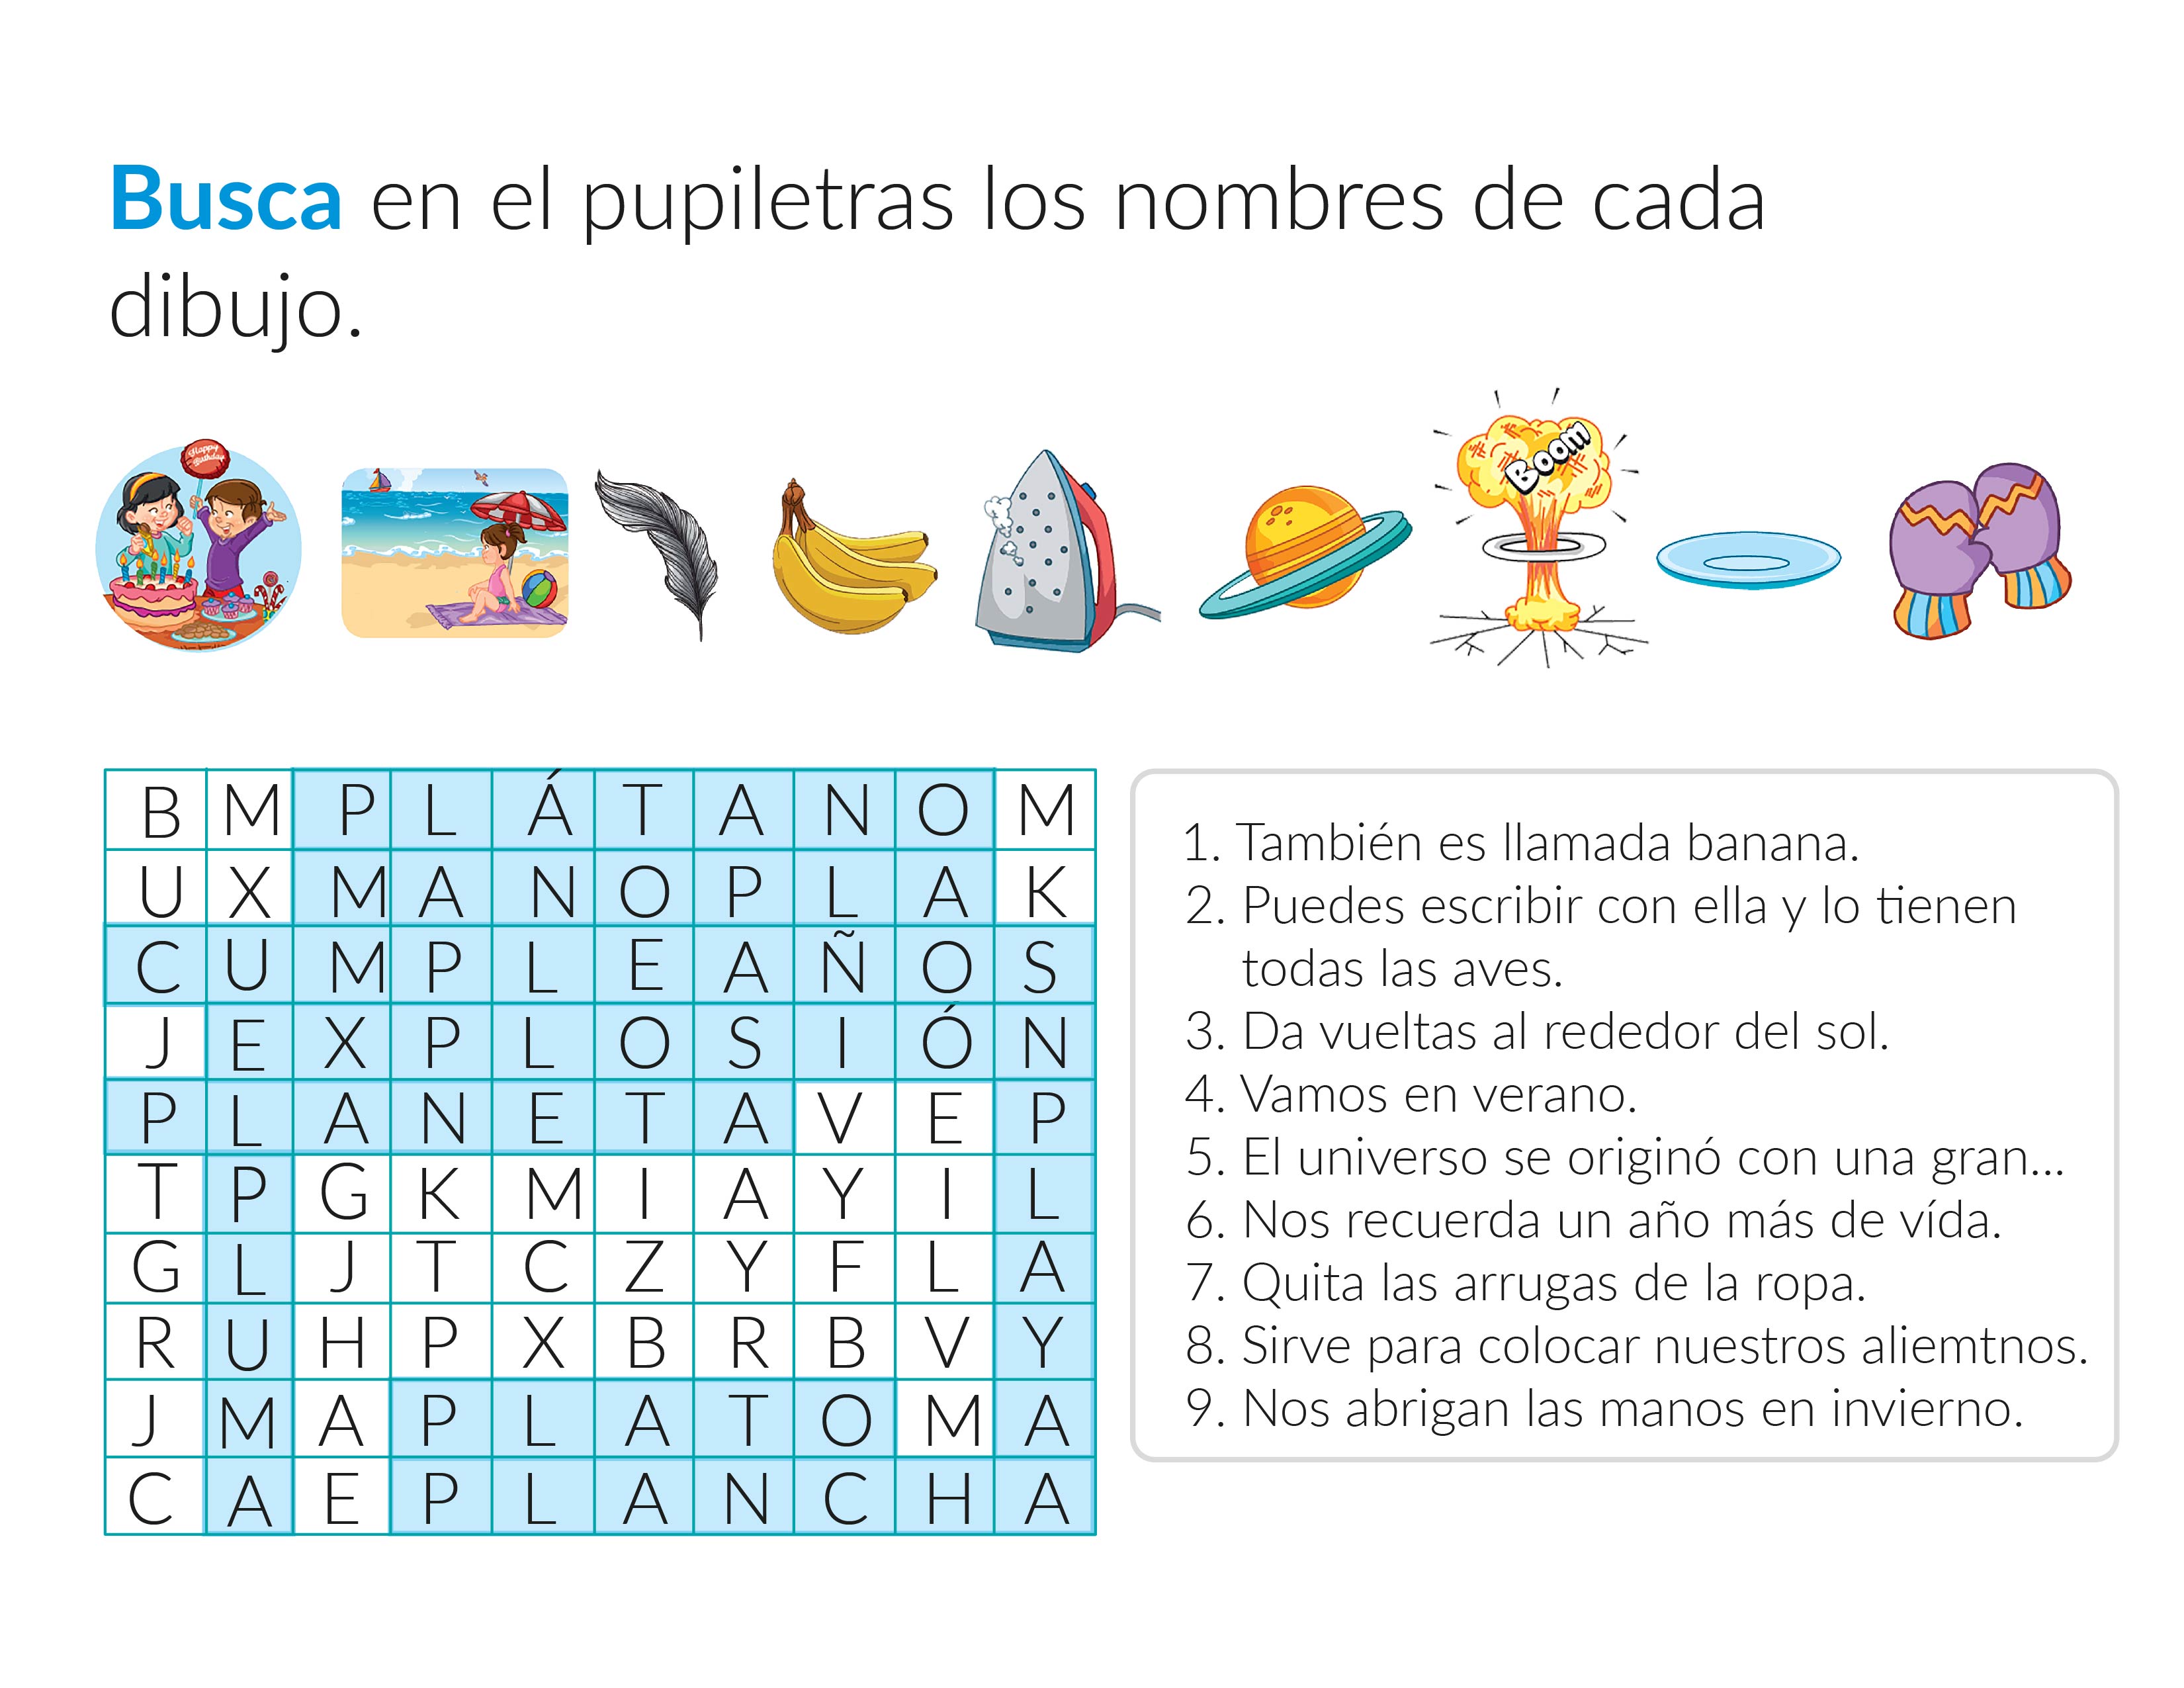 Busca en el pupiletras los nombres de cada
dibujo.
Happy
Birthday
Boom
B M P L Á T A N O M
U X M A N O P L A K
C U M P L E A Ñ O S
J E X P L O S I Ó N
P L A N E T A V E P
T P G K M I A Y I L
G L J T C Z Y F L A
R U H P X B R B V Y
J M A P L A T O M A
C A E P L A N C H A
1. También es llamada banana.
2. Puedes escribir con ella y lo tienen
todas las aves.
3. Da vueltas al rededor del sol.
4. Vamos en verano.
5. El universo se originó con una gran...
6. Nos recuerda un año más de vída.
7. Quita las arrugas de la ropa.
8. Sirve para colocar nuestros aliemtnos.
9. Nos abrigan las manos en invierno.